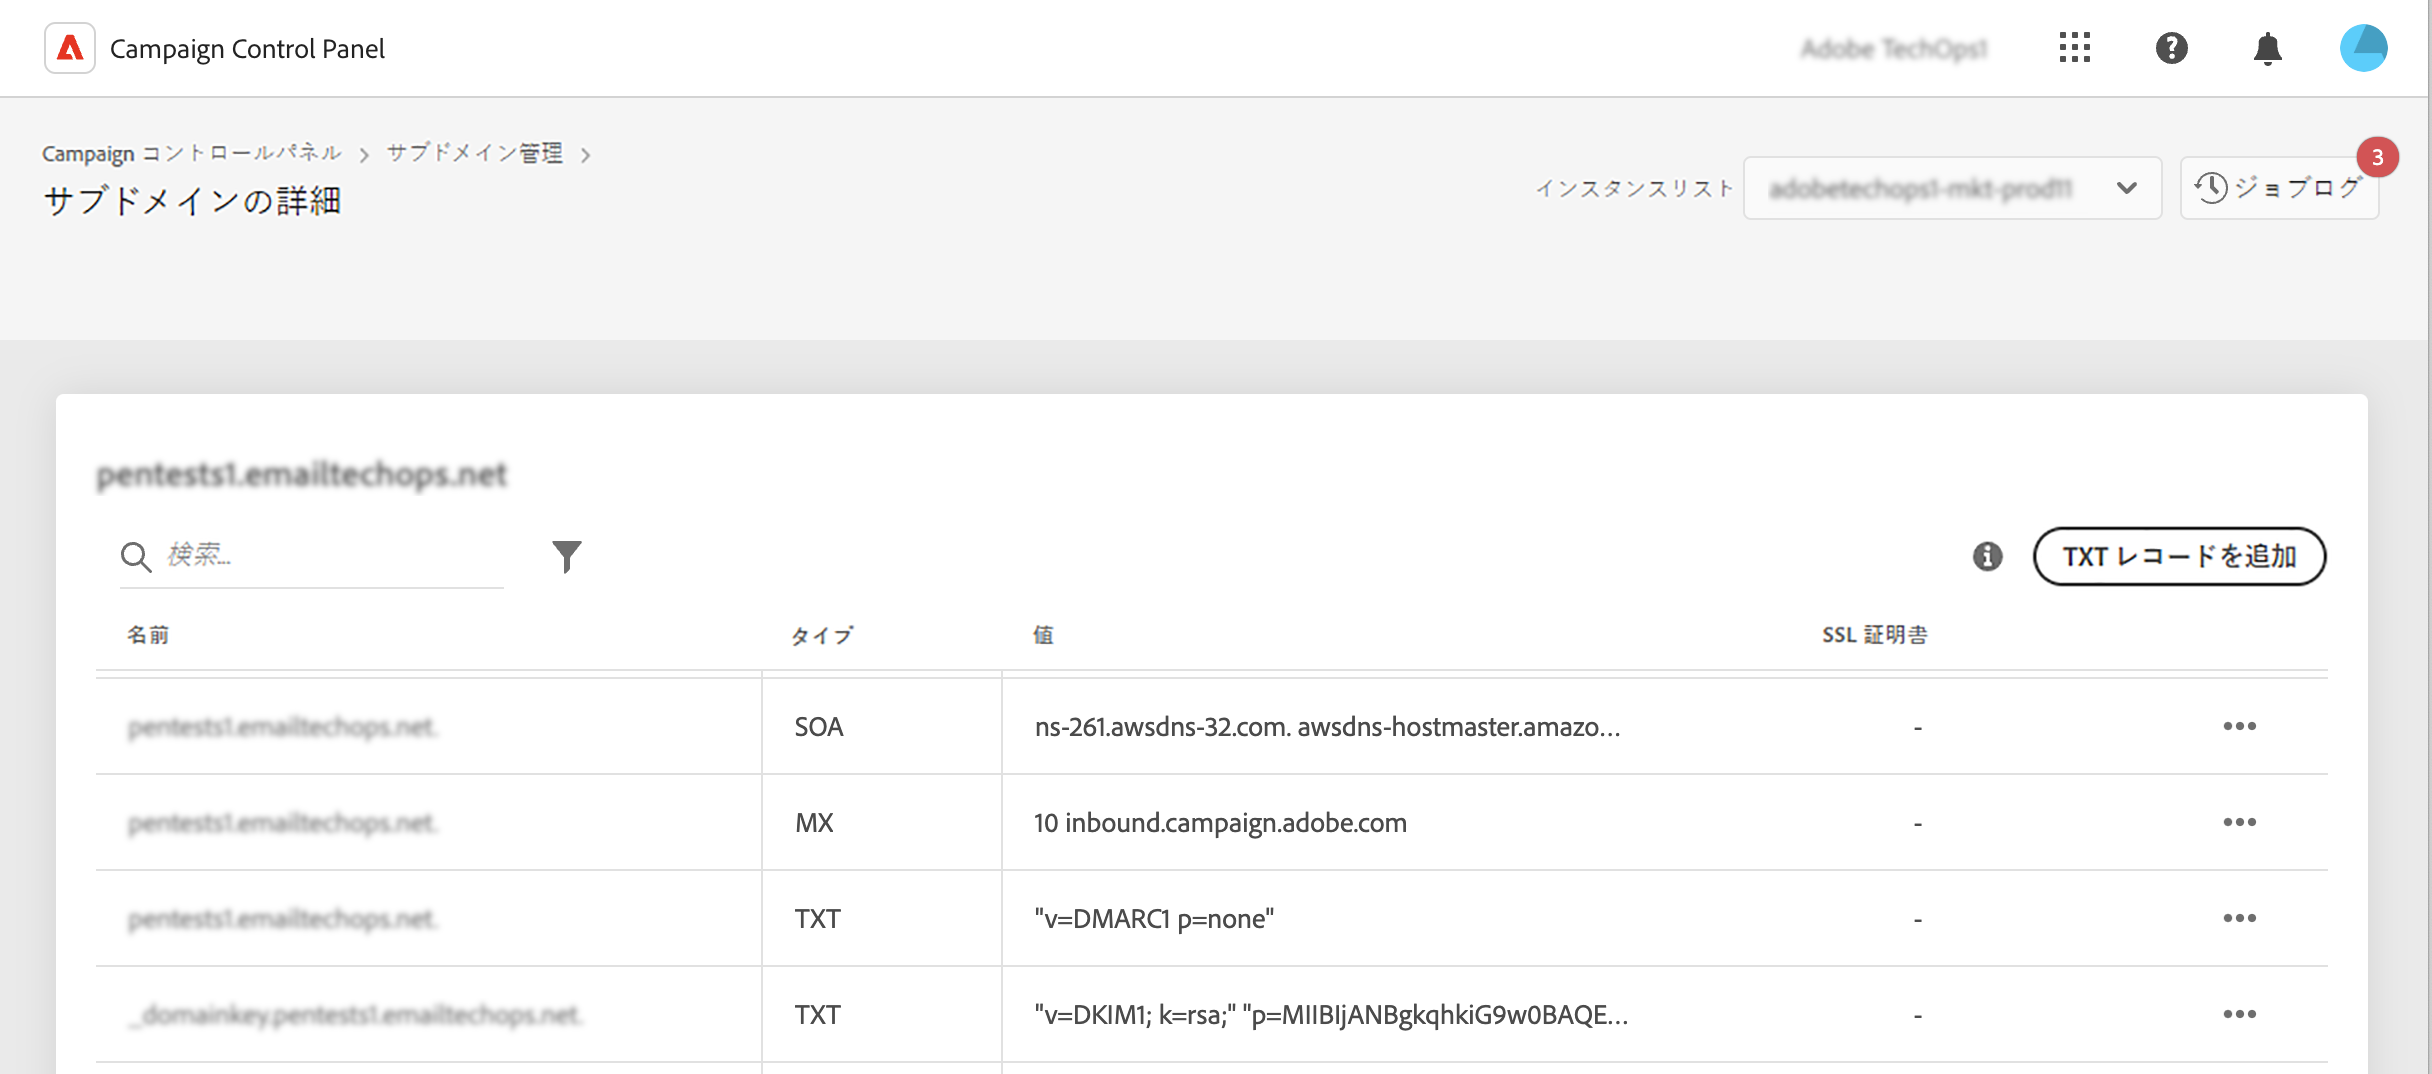 Campaign Control Panel
Adobe TechOps1
Campaign コントロールパネル サブドメイン管理
サブドメインの詳細
インスタンスリスト adobetechops1-mkt-prod11 ジョブログ 3
pentests1.emailtechops.net
検索...
TXT レコードを追加
名前 タイプ 値 SSL 証明書
pentests1.emailtechops.net. SOA ns-261.awsdns-32.com. awsdns-hostmaster.amazo... -
pentests1.emailtechops.net. MX 10 inbound.campaign.adobe.com -
pentests1.emailtechops.net. TXT "v=DMARC1 p=none" -
_domainkey.pentests1.emailtechops.net. TXT "v=DKIM1; k=rsa;" "p=MIIBIjANBgkqhkiG9w0BAQE... -